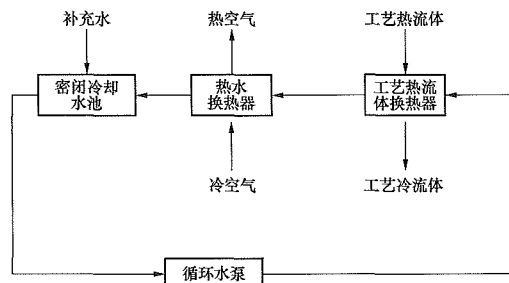 补充水
热空气
工艺热流体
密闭冷却
水池
热水
换热器
工艺热流
体换热器
冷空气
工艺冷流体
循环水泵